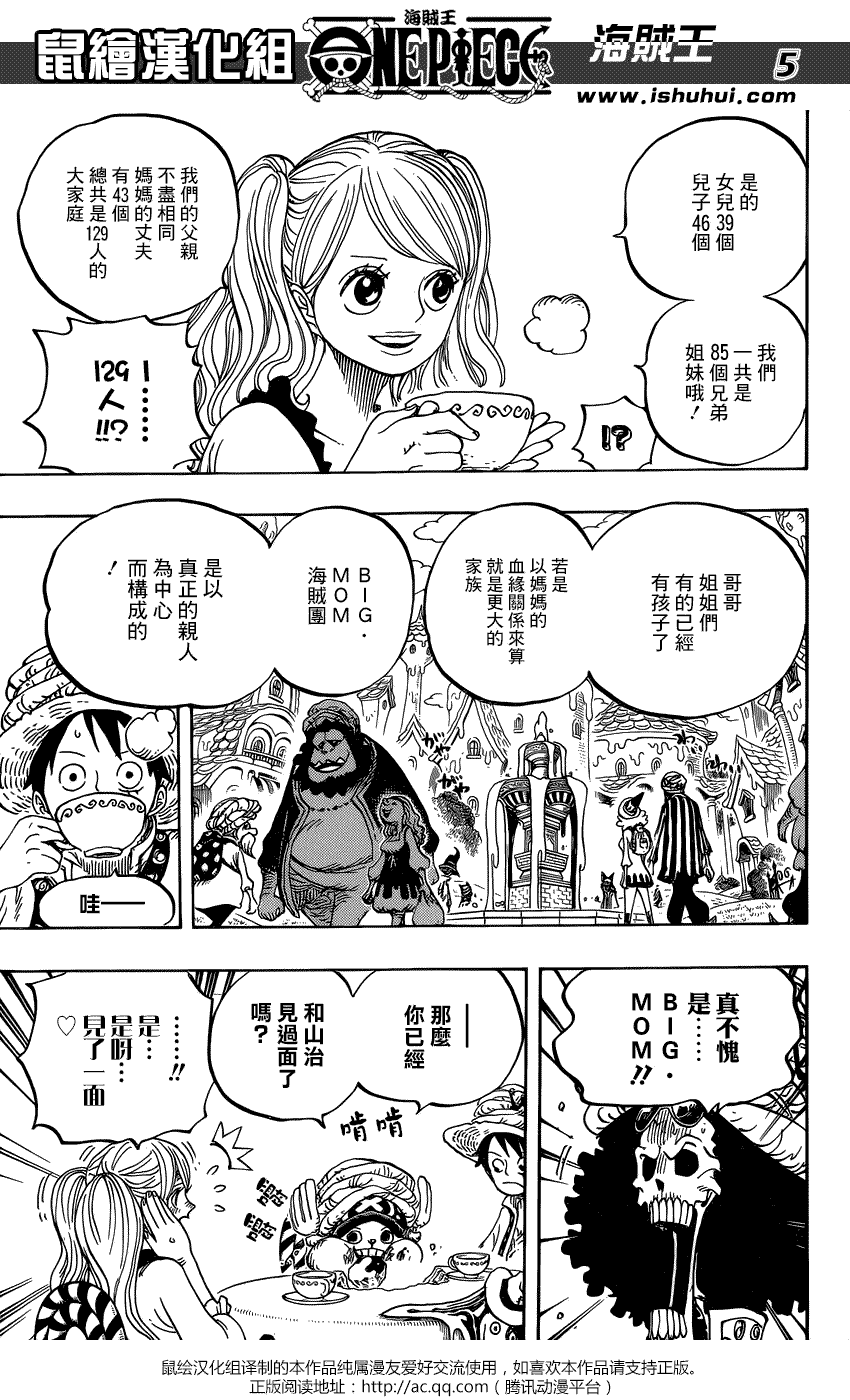 鼠繪漢化組
海賊王
ONE PIECE
海賊王
5
www.ishuhui.com
是的
女兒39個
兒子46個
我們
一共是
85個兄弟
姐妹哦！
!?
我們的父親
不盡相同
媽媽的丈夫
有43個
總共是129人的
大家庭
1……
129
人
!!?
哥哥
姐姐們
有的已經
有孩子了
若是
以媽媽的
血緣關係來算
就是更大的
家族
BIG·
MOM
海賊團
是以
真正的親人
為中心
而構成的
！
哇——
真不愧
是……
BIG·
MOM!!
——
那麼
你已經
和山治
見過面了
嗎？
啃
啃
……!!
是…
是呀…
見了一面
♡
鼠绘汉化组译制的本作品纯属漫友爱好交流使用，如喜欢本作品请支持正版。
正版阅读地址：http://ac.qq.com（腾讯动漫平台）